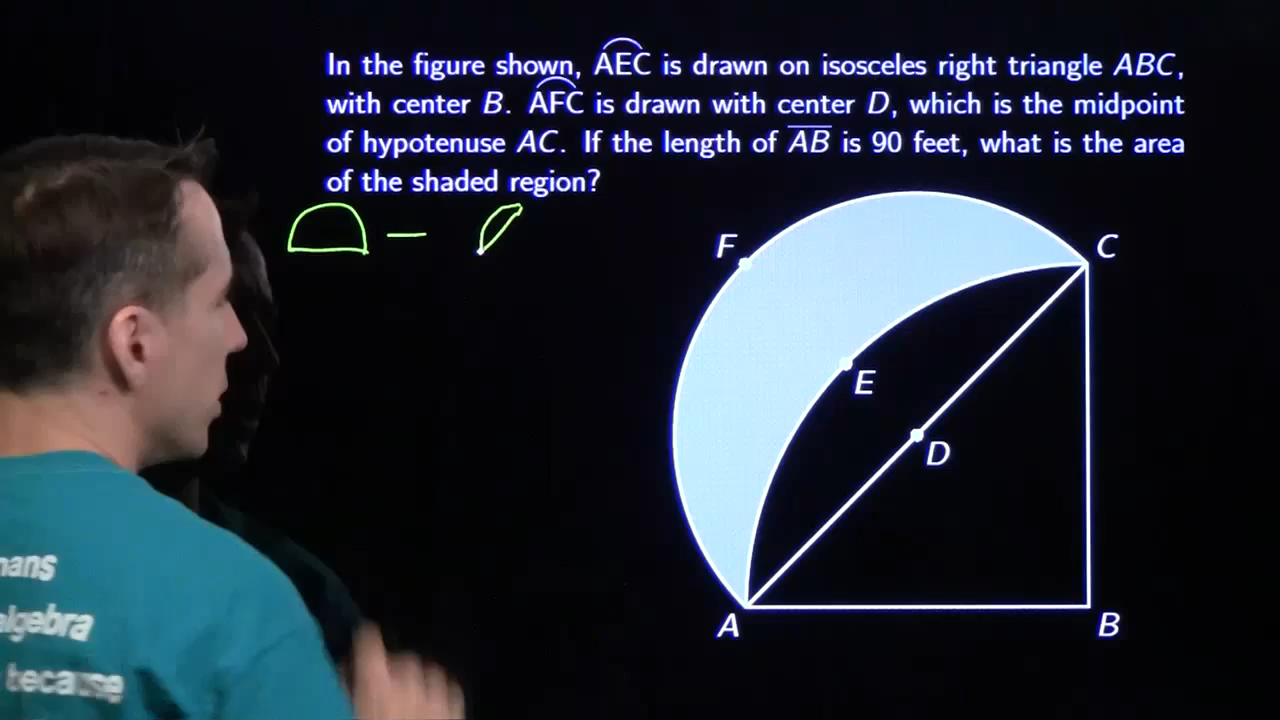 In the figure shown, AEC is drawn on isosceles right triangle ABC,
with center B. AFC is drawn with center D, which is the midpoint
of hypotenuse AC. If the length of AB is 90 feet, what is the area
of the shaded region?
−
F
C
E
D
A
B
because